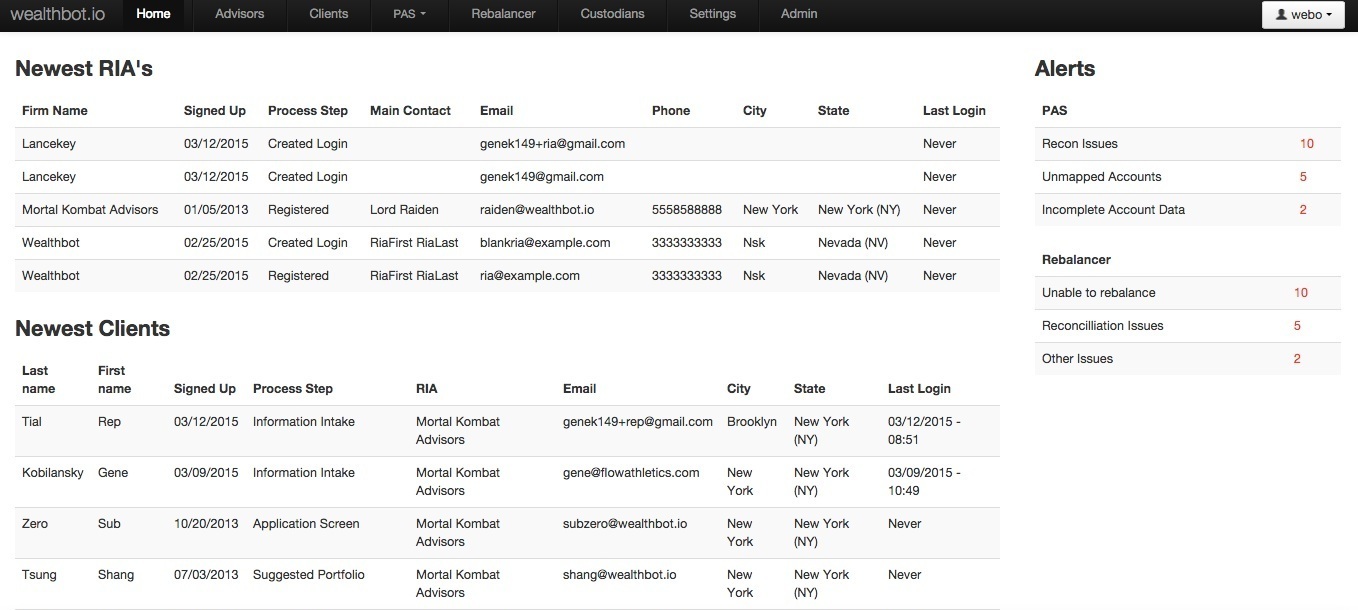 wealthbot.io Home Advisors Clients PAS Rebalancer Custodians Settings Admin webo
Newest RIA's
Firm Name Signed Up Process Step Main Contact Email Phone City State Last Login
Lancekey 03/12/2015 Created Login genek149+ria@gmail.com Never
Lancekey 03/12/2015 Created Login genek149@gmail.com Never
Mortal Kombat Advisors 01/05/2013 Registered Lord Raiden raiden@wealthbot.io 5558588888 New York New York (NY) Never
Wealthbot 02/25/2015 Created Login RiaFirst RiaLast blankria@example.com 3333333333 Nsk Nevada (NV) Never
Wealthbot 02/25/2015 Registered RiaFirst RiaLast ria@example.com 3333333333 Nsk Nevada (NV) Never
Newest Clients
Last First
name name Signed Up Process Step RIA Email City State Last Login
Tial Rep 03/12/2015 Information Intake Mortal Kombat genek149+rep@gmail.com Brooklyn New York 03/12/2015 -
Advisors (NY) 08:51
Kobilansky Gene 03/09/2015 Information Intake Mortal Kombat gene@flowathletics.com New New York 03/09/2015 -
Advisors York (NY) 10:49
Zero Sub 10/20/2013 Application Screen Mortal Kombat subzero@wealthbot.io New New York Never
Advisors York (NY)
Tsung Shang 07/03/2013 Suggested Portfolio Mortal Kombat shang@wealthbot.io New New York Never
Advisors York (NY)
Alerts
PAS
Recon Issues 10
Unmapped Accounts 5
Incomplete Account Data 2
Rebalancer
Unable to rebalance 10
Reconcilliation Issues 5
Other Issues 2